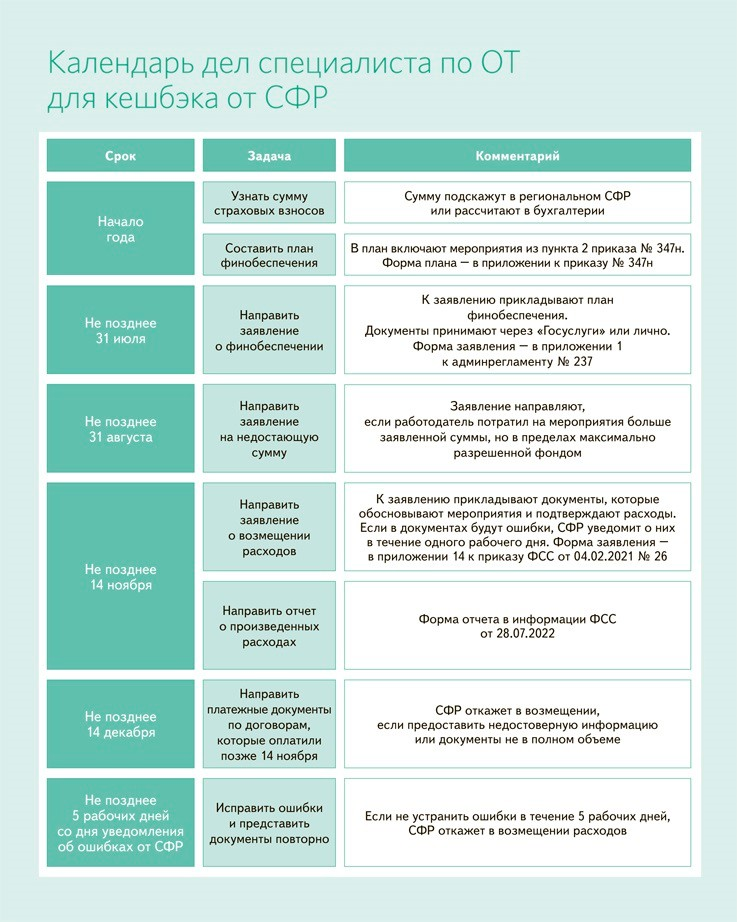 Календарь дел специалиста по ОТ
для кешбэка от СФР
Срок
Задача
Комментарий
Начало
года
Узнать сумму
страховых взносов
Сумму подскажут в региональном СФР
или рассчитают в бухгалтерии
Составить план
финобеспечения
В план включают мероприятия из пункта 2 приказа № 347н.
Форма плана — в приложении к приказу № 347н
Не позднее
31 июля
Направить
заявление
о финобеспечении
К заявлению прикладывают план
финобеспечения.
Документы принимают через «Госуслуги» или лично.
Форма заявления — в приложении 1
к админрегламенту № 237
Не позднее
31 августа
Направить
заявление
на недостающую
сумму
Заявление направляют,
если работодатель потратил на мероприятия больше
заявленной суммы, но в пределах максимально
разрешенной фондом
Не позднее
14 ноября
Направить
заявление
о возмещении
расходов
К заявлению прикладывают документы, которые
обосновывают мероприятия и подтверждают расходы.
Если в документах будут ошибки, СФР уведомит о них
в течение одного рабочего дня. Форма заявления —
в приложении 14 к приказу ФСС от 04.02.2021 № 26
Направить отчет
о произведенных
расходах
Форма отчета в информации ФСС
от 28.07.2022
Не позднее
14 декабря
Направить
платежные документы
по договорам,
которые оплатили
позже 14 ноября
СФР откажет в возмещении,
если предоставить недостоверную информацию
или документы не в полном объеме
Не позднее
5 рабочих дней
со дня уведомления
об ошибках от СФР
Исправить ошибки
и представить
документы повторно
Если не устранить ошибки в течение 5 рабочих дней,
СФР откажет в возмещении расходов